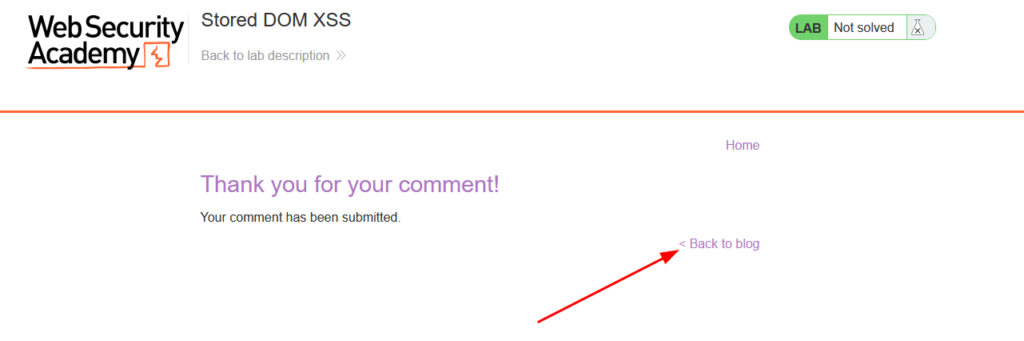 Web Security
Academy
Stored DOM XSS
Back to lab description >>
LAB Not solved
Home
Thank you for your comment!
Your comment has been submitted.
< Back to blog